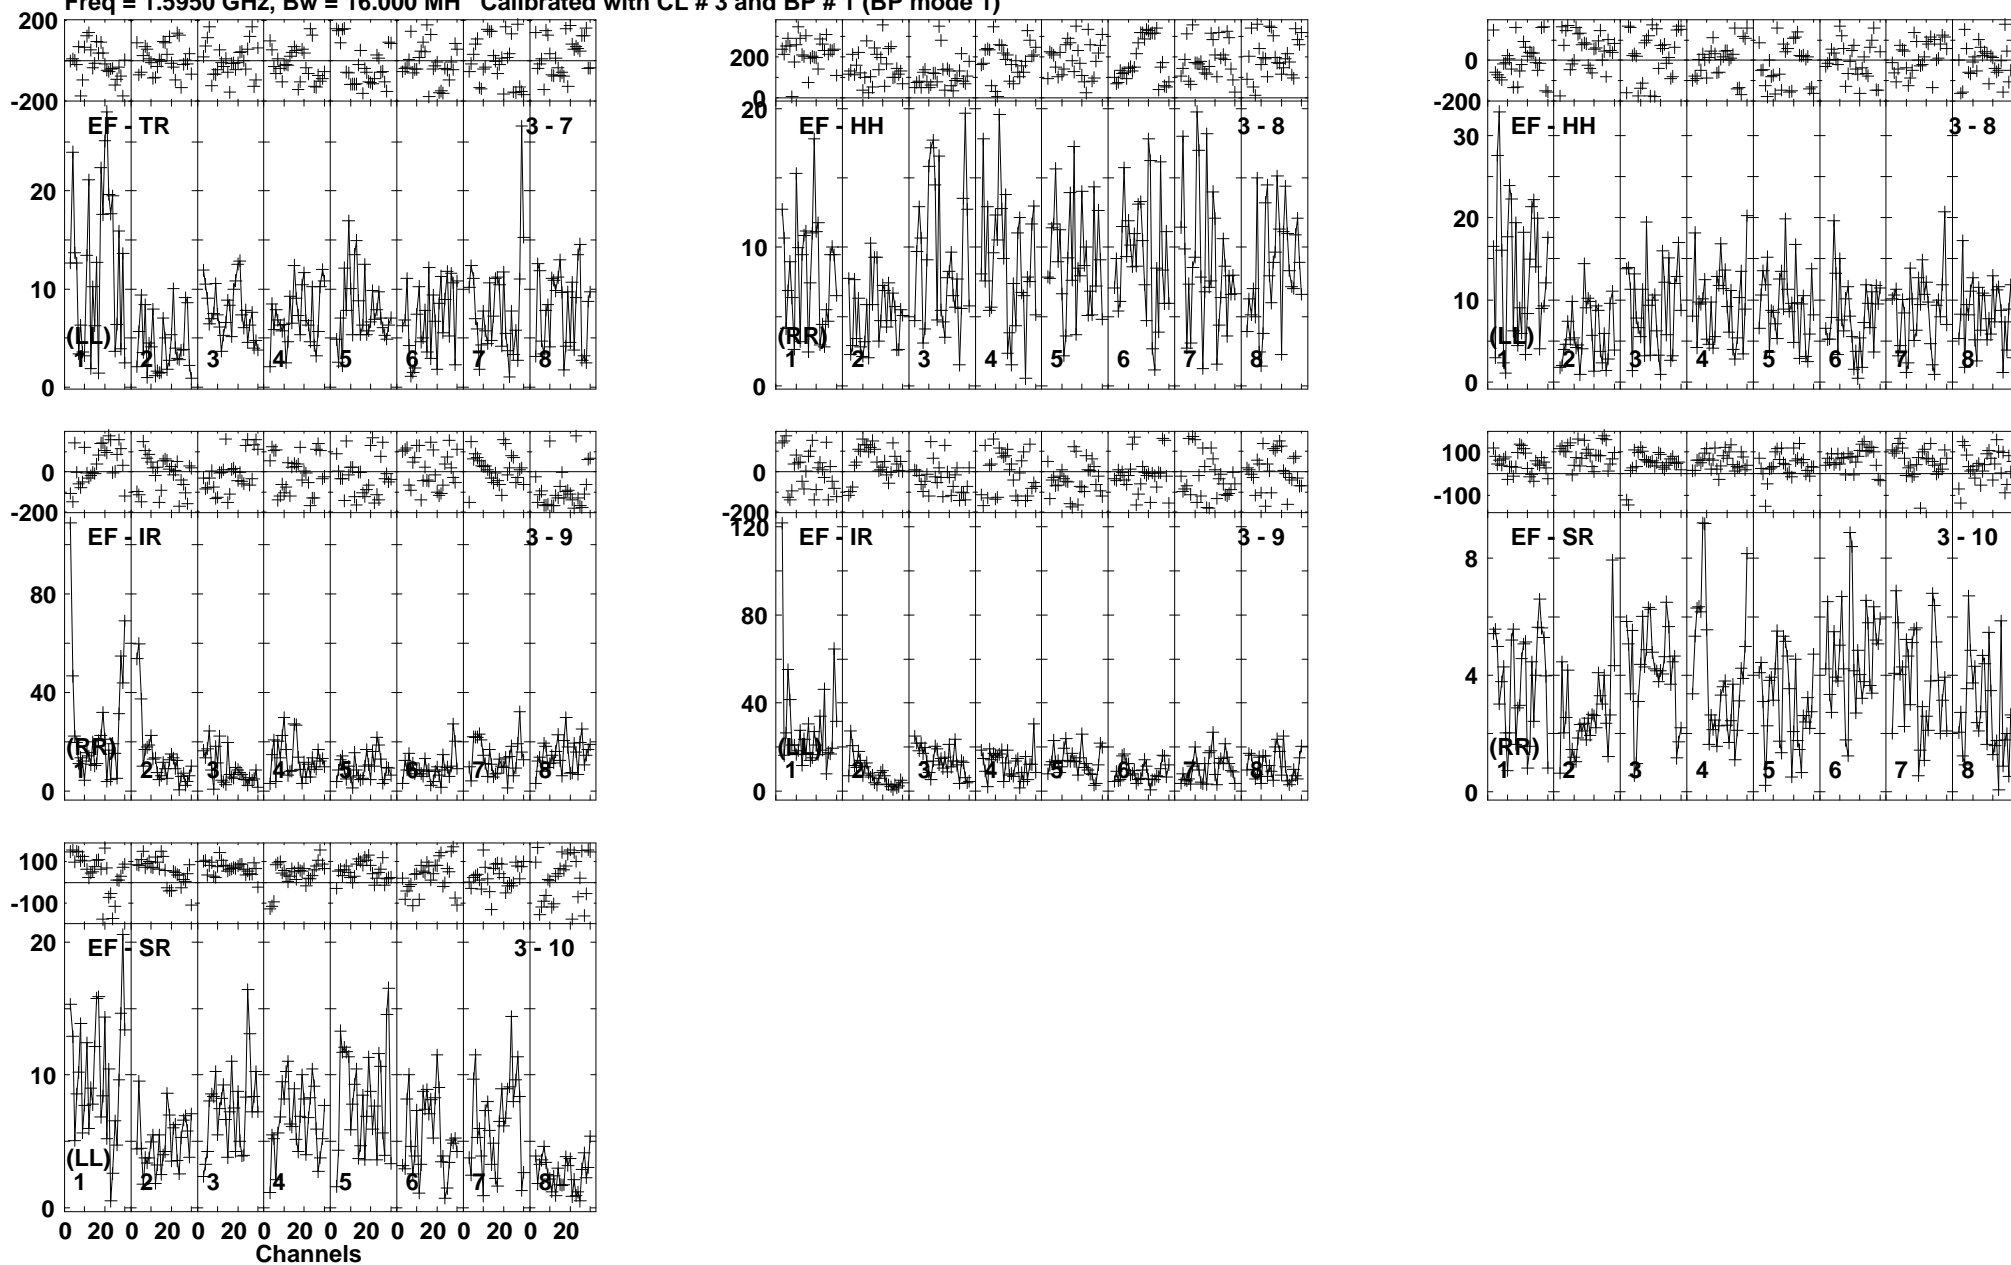 Freq = 1.5950 GHz, Bw = 16.000 MH Calibrated with CL # 3 and BP # 1 (BP mode 1)
200
-200
EF - TR 3 - 7
20
10
0
(LL)
1 2 3 4 5 6 7 8
200
0
EF - HH 3 - 8
20
10
0
(RR)
1 2 3 4 5 6 7 8
0
-200
EF - HH 3 - 8
30
20
10
0
(LL)
1 2 3 4 5 6 7 8
0
-200
EF - IR 3 - 9
80
40
0
(RR)
1 2 3 4 5 6 7 8
0
-200
EF - IR 3 - 9
120
80
40
0
(LL)
1 2 3 4 5 6 7 8
100
-100
EF - SR 3 - 10
8
4
0
(RR)
1 2 3 4 5 6 7 8
100
-100
EF - SR 3 - 10
20
10
0
(LL)
1 2 3 4 5 6 7 8
0 20 0 20 0 20 0 20 0 20 0 20 0 20 0 20
Channels